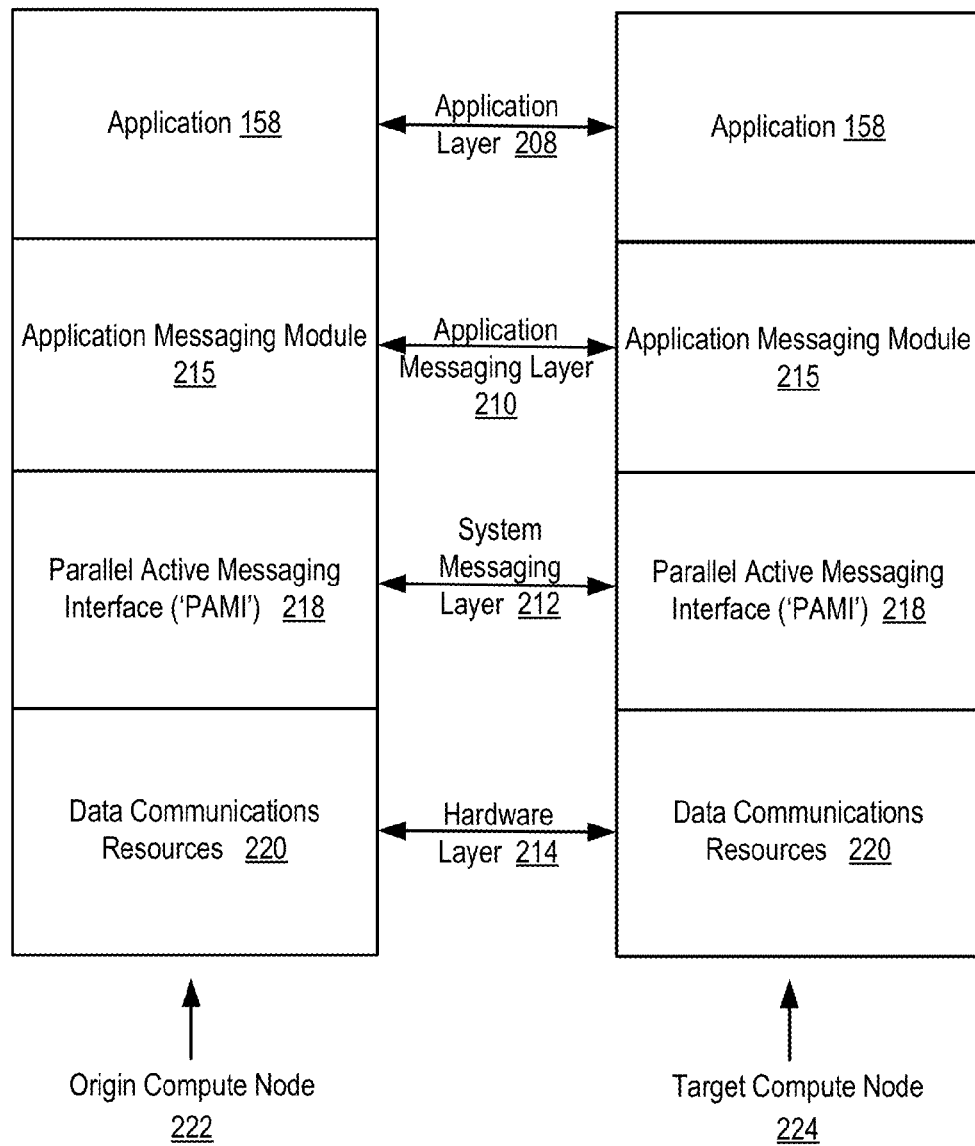 Application 158
Application
Layer 208
Application 158
Application Messaging Module
215
Application
Messaging Layer
210
Application Messaging Module
215
Parallel Active Messaging
Interface (‘PAMI’) 218
System
Messaging
Layer 212
Parallel Active Messaging
Interface (‘PAMI’) 218
Data Communications
Resources 220
Hardware
Layer 214
Data Communications
Resources 220
Origin Compute Node
222
Target Compute Node
224